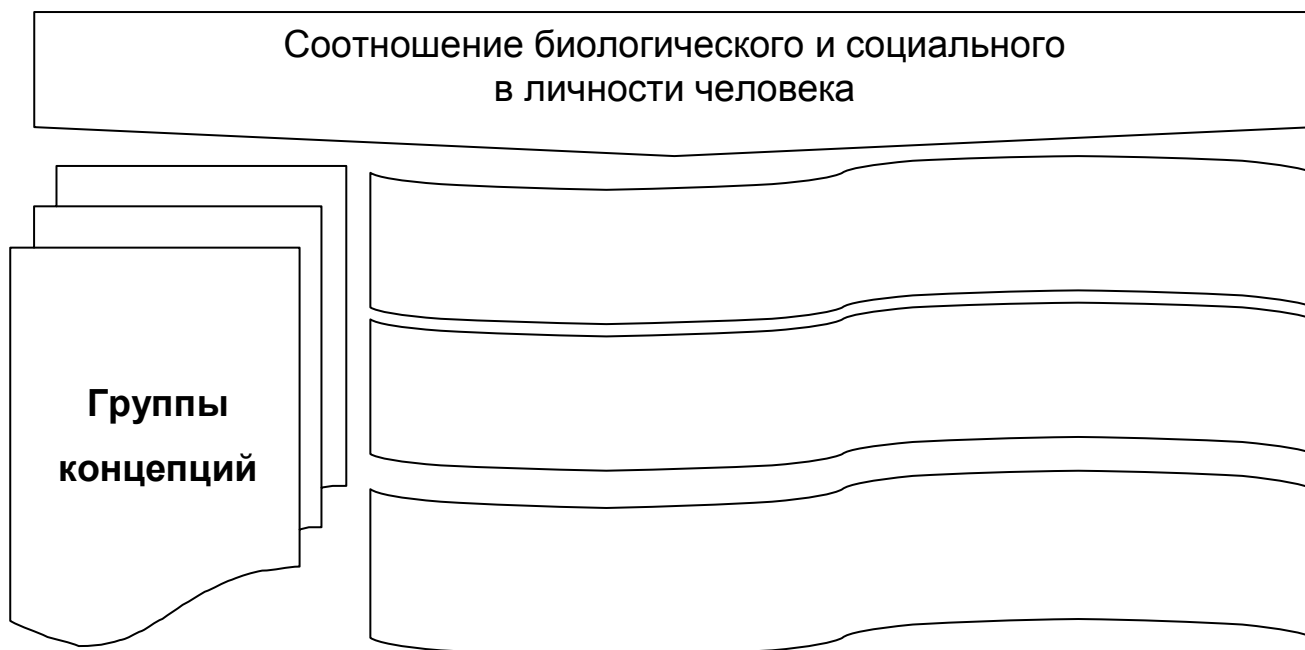 Соотношение биологического и социального
в личности человека
Группы
концепций